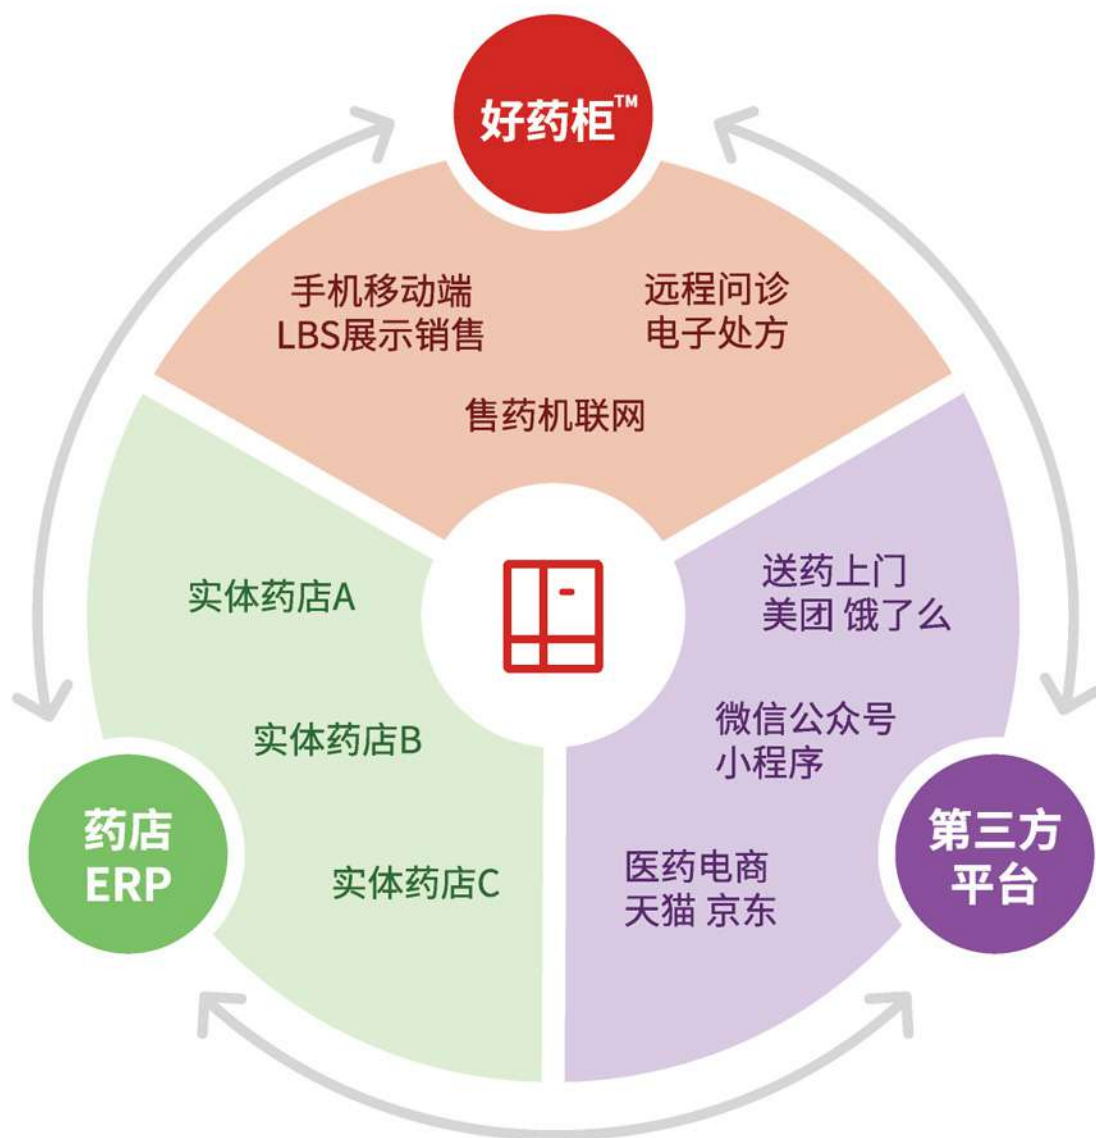 好药柜™
手机移动端
LBS展示销售
远程问诊
电子处方
售药机联网
实体药店A
实体药店B
实体药店C
药店
ERP
送药上门
美团 饿了么
微信公众号
小程序
医药电商
天猫 京东
第三方
平台